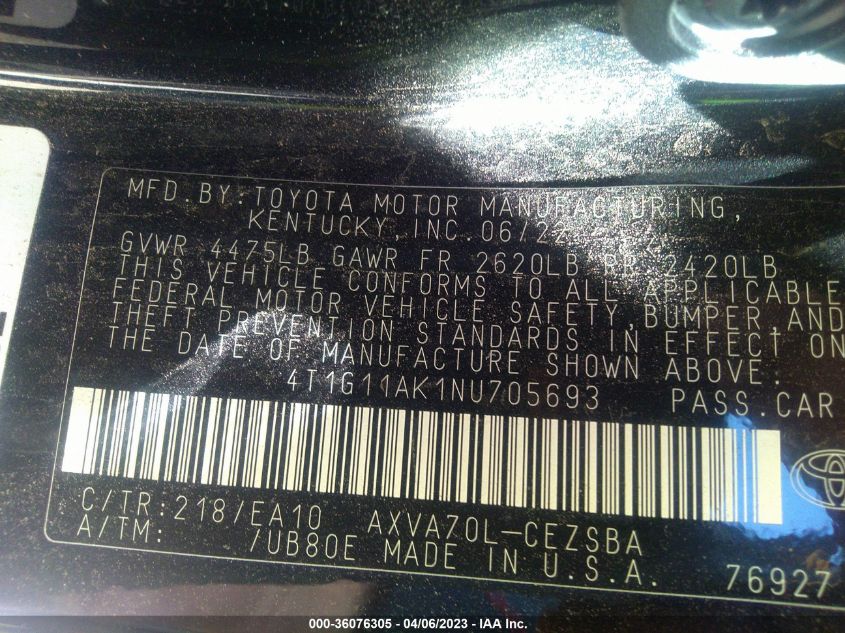 MFD.BY:TOYOTA MOTOR MANUFACTURING,
KENTUCKY,INC.06/22
GVWR 4475LB GAWR FR 2620LB RR 2420LB
THIS VEHICLE CONFORMS TO ALL APPLICABLE
FEDERAL MOTOR VEHICLE SAFETY,BUMPER,AND
THEFT PREVENTION STANDARDS IN EFFECT ON
THE DATE OF MANUFACTURE SHOWN ABOVE.
4T1G11AK1NU705693 PASS.CAR
C/TR:218/EA10 AXVA70L-CEZSBA
A/TM: /UB80E MADE IN U.S.A. 76927
000-36076305 - 04/06/2023 - IAA Inc.